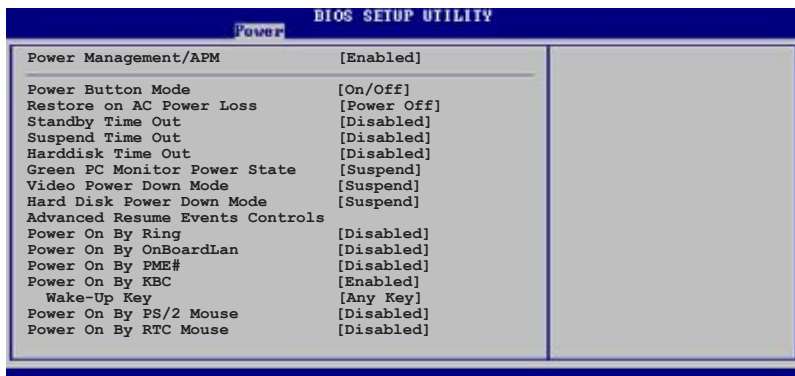 BIOS SETUP UTILITY
Power
Power Management/APM [Enabled]
Power Button Mode [On/Off]
Restore on AC Power Loss [Power Off]
Standby Time Out [Disabled]
Suspend Time Out [Disabled]
Harddisk Time Out [Disabled]
Green PC Monitor Power State [Suspend]
Video Power Down Mode [Suspend]
Hard Disk Power Down Mode [Suspend]
Advanced Resume Events Controls
Power On By Ring [Disabled]
Power On By OnBoardLan [Disabled]
Power On By PME# [Disabled]
Power On By KBC [Enabled]
Wake-Up Key [Any Key]
Power On By PS/2 Mouse [Disabled]
Power On By RTC Mouse [Disabled]